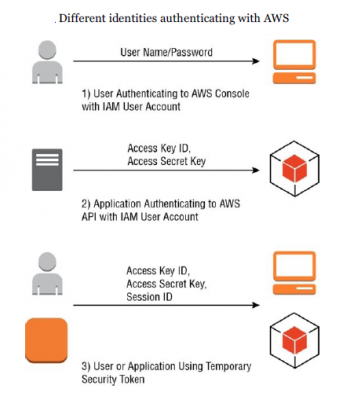 . Different identities authenticating with AWS
User Name/Password
1) User Authenticating to AWS Console
with IAM User Account
Access Key ID,
Access Secret Key
2) Application Authenticating to AWS
API with IAM User Account
Access Key ID,
Access Secret Key,
Session ID
3) User or Application Using Temporary
Security Token